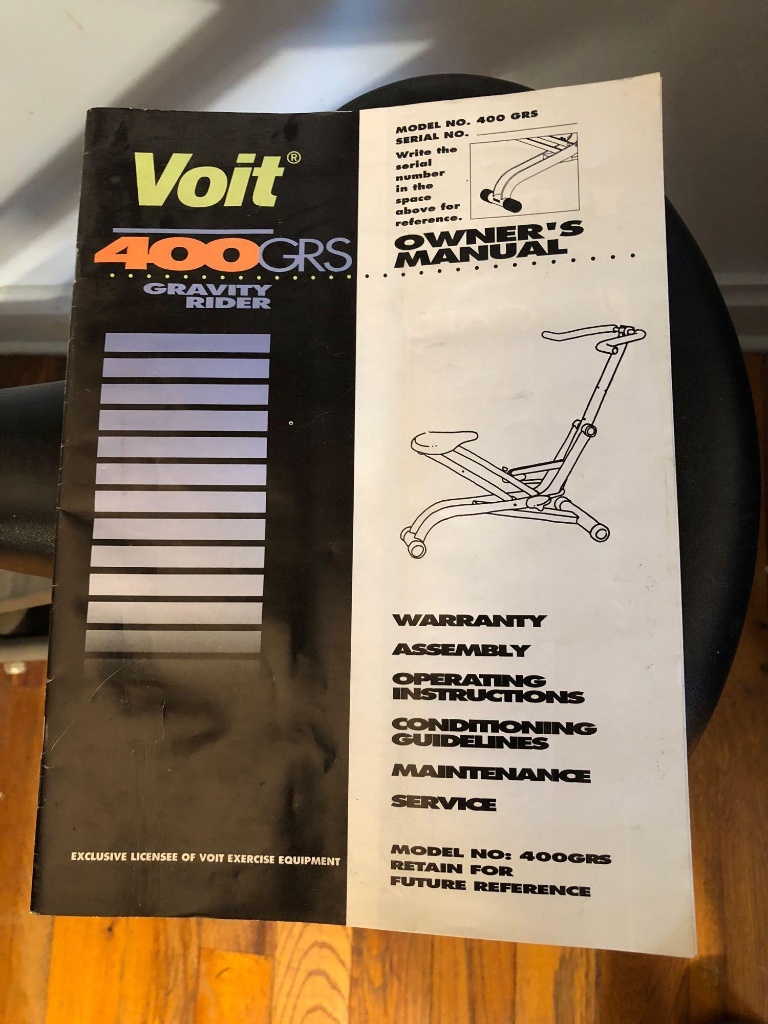 Voit®
400GRS
GRAVITY
RIDER
EXCLUSIVE LICENSEE OF VOIT EXERCISE EQUIPMENT
MODEL NO. 400 GRS
SERIAL NO.
Write the
serial
number
in the
space
above for
reference.
OWNER'S
MANUAL
WARRANTY
ASSEMBLY
OPERATING
INSTRUCTIONS
CONDITIONING
GUIDELINES
MAINTENANCE
SERVICE
MODEL NO: 400GRS
RETAIN FOR
FUTURE REFERENCE